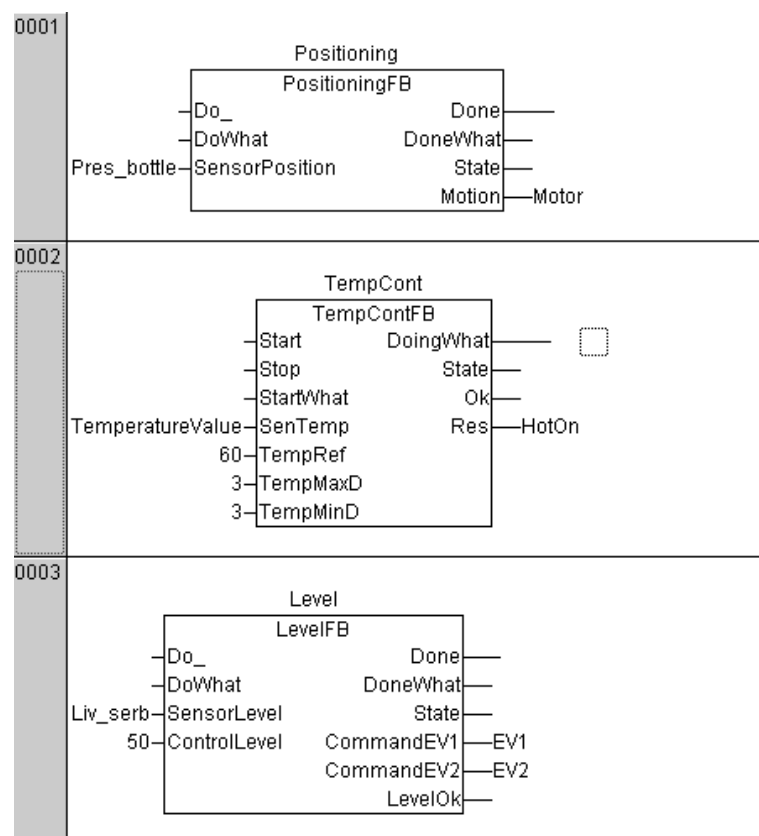 0001
Positioning
PositioningFB
Do_ Done
DoWhat DoneWhat
Pres_bottle SensorPosition State
Motion Motor
0002
TempCont
TempContFB
Start DoingWhat
Stop State
StartWhat Ok
TemperatureValue SenTemp Res HotOn
60 TempRef
3 TempMaxD
3 TempMinD
0003
Level
LevelFB
Do_ Done
DoWhat DoneWhat
Liv_serb SensorLevel State
50 ControlLevel CommandEV1 EV1
CommandEV2 EV2
LevelOk